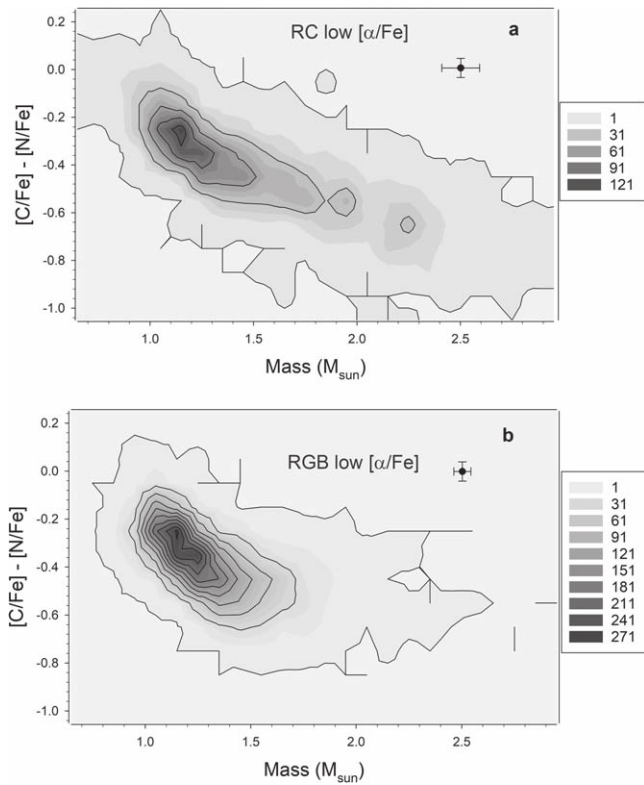 RC low [α/Fe]
a
0.2
0.0
-0.2
-0.4
-0.6
-0.8
-1.0
[C/Fe] - [N/Fe]
1.0 1.5 2.0 2.5
Mass (M_sun)
1
31
61
91
121
RGB low [α/Fe]
b
0.2
0.0
-0.2
-0.4
-0.6
-0.8
-1.0
[C/Fe] - [N/Fe]
1.0 1.5 2.0 2.5
Mass (M_sun)
1
31
61
91
121
151
181
211
241
271